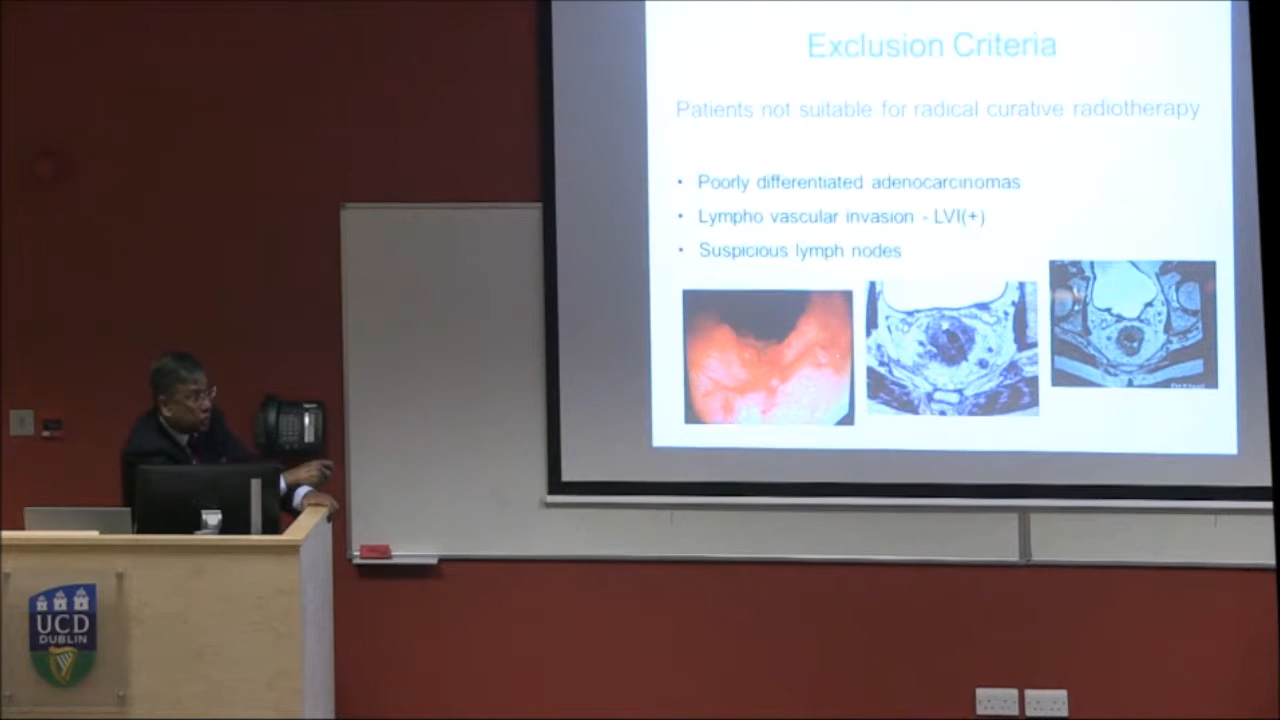 Exclusion Criteria
Patients not suitable for radical curative radiotherapy
• Poorly differentiated adenocarcinomas
• Lympho vascular invasion - LVI(+)
• Suspicious lymph nodes
UCD
DUBLIN